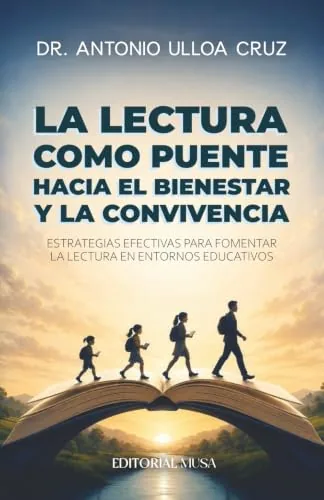 DR. ANTONIO ULLOA CRUZ
LA LECTURA
COMO PUENTE
HACIA EL BIENESTAR
Y LA CONVIVENCIA
ESTRATEGIAS EFECTIVAS PARA FOMENTAR
LA LECTURA EN ENTORNOS EDUCATIVOS
EDITORIAL MUSA